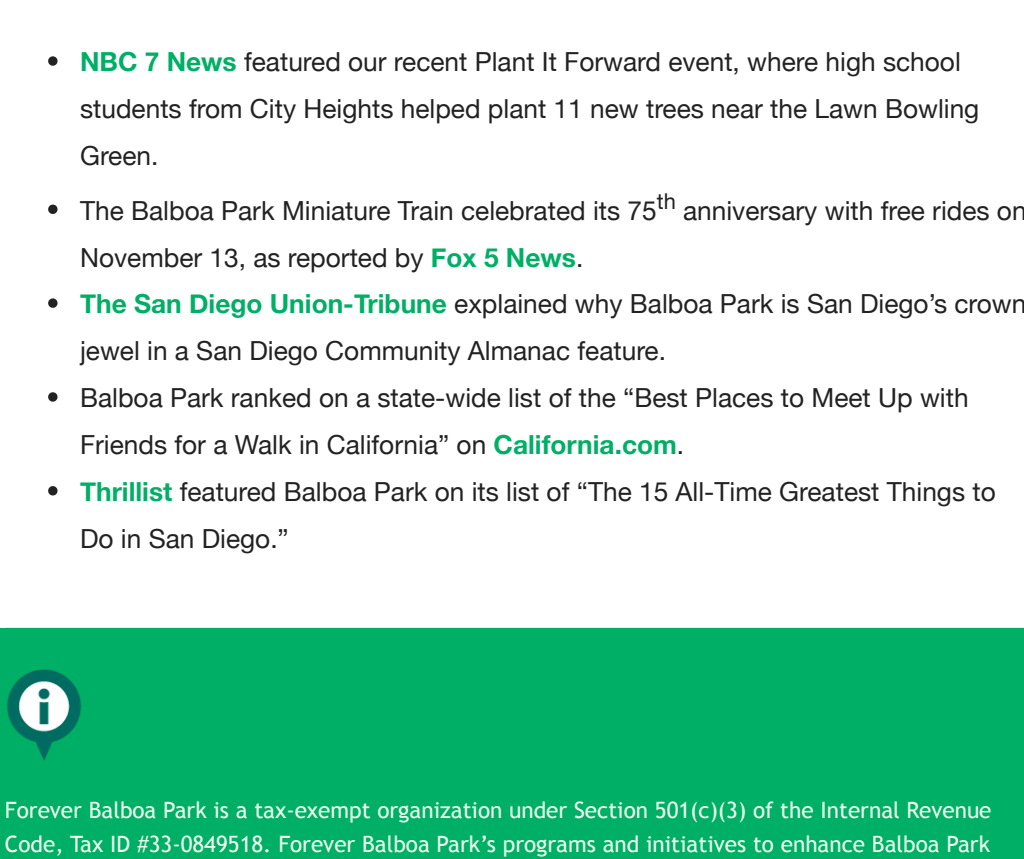 • NBC 7 News featured our recent Plant It Forward event, where high school
students from City Heights helped plant 11 new trees near the Lawn Bowling
Green.
• The Balboa Park Miniature Train celebrated its 75th anniversary with free rides on
November 13, as reported by Fox 5 News.
• The San Diego Union-Tribune explained why Balboa Park is San Diego’s crown
jewel in a San Diego Community Almanac feature.
• Balboa Park ranked on a state-wide list of the “Best Places to Meet Up with
Friends for a Walk in California” on California.com.
• Thrillist featured Balboa Park on its list of “The 15 All-Time Greatest Things to
Do in San Diego.”
i
Forever Balboa Park is a tax-exempt organization under Section 501(c)(3) of the Internal Revenue
Code, Tax ID #33-0849518. Forever Balboa Park’s programs and initiatives to enhance Balboa Park